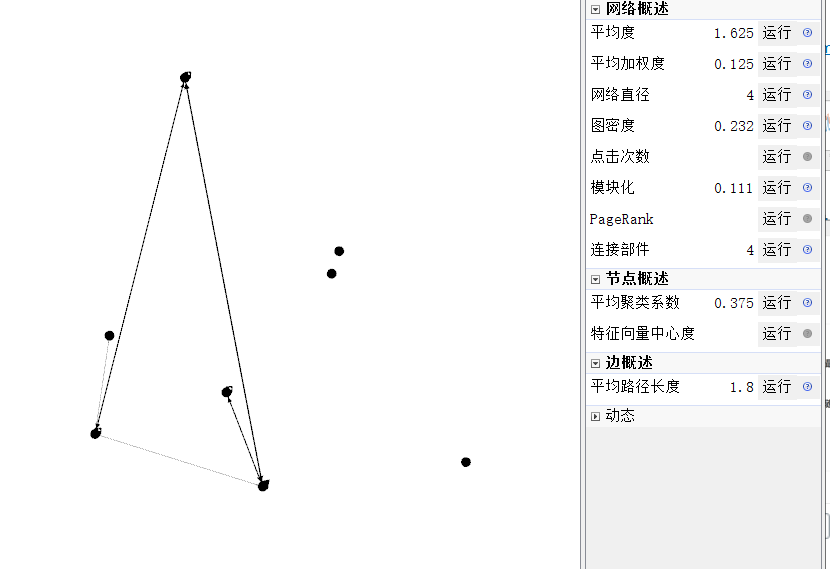 网络概述
平均度 1.625 运行
平均加权度 0.125 运行
网络直径 4 运行
图密度 0.232 运行
点击次数 运行
模块化 0.111 运行
PageRank 运行
连接部件 4 运行
节点概述
平均聚类系数 0.375 运行
特征向量中心度 运行
边概述
平均路径长度 1.8 运行
动态